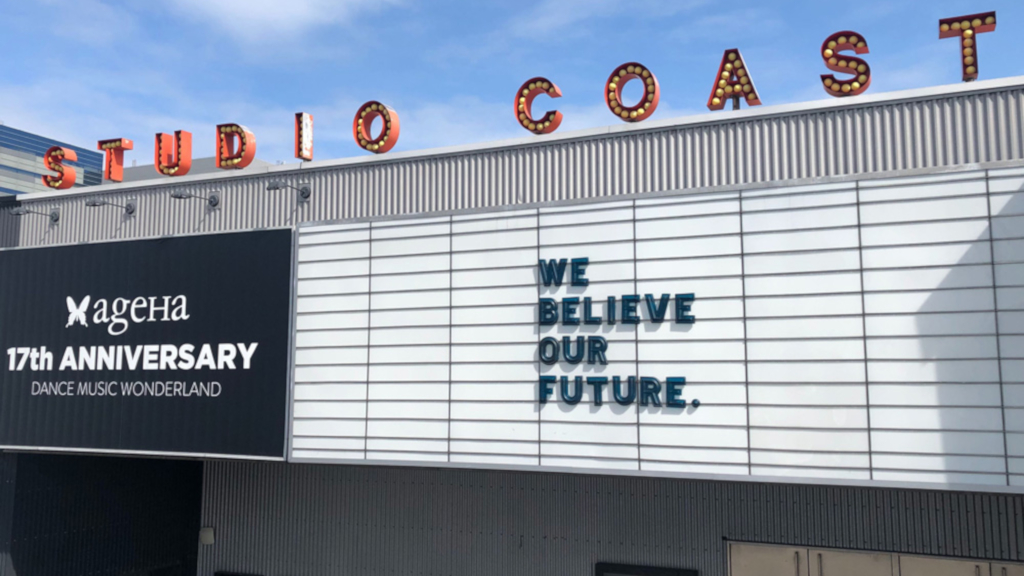 STUDIO COAST
ageHa
17th ANNIVERSARY
DANCE MUSIC WONDERLAND
WE
BELIEVE
OUR
FUTURE.